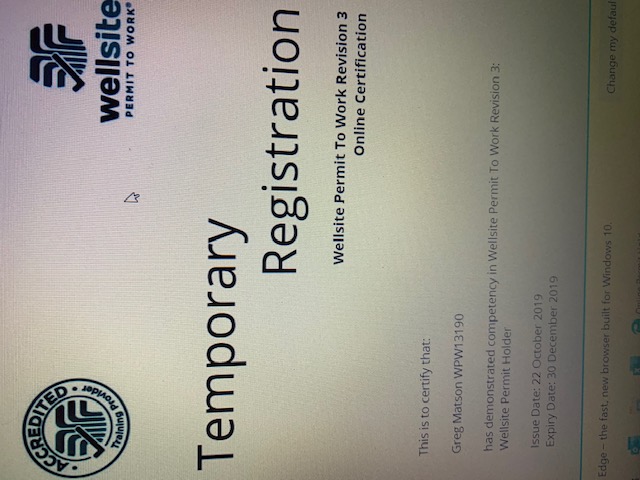 ACCREDITED
Training Provider
wellsite
PERMIT TO WORK®
Temporary
Registration
Wellsite Permit To Work Revision 3
Online Certification
This is to certify that:
Greg Matson WPW13190
has demonstrated competency in Wellsite Permit To Work Revision 3:
Wellsite Permit Holder
Issue Date: 22 October 2019
Expiry Date: 30 December 2019
Edge – the fast, new browser built for Windows 10.
Change my defaul